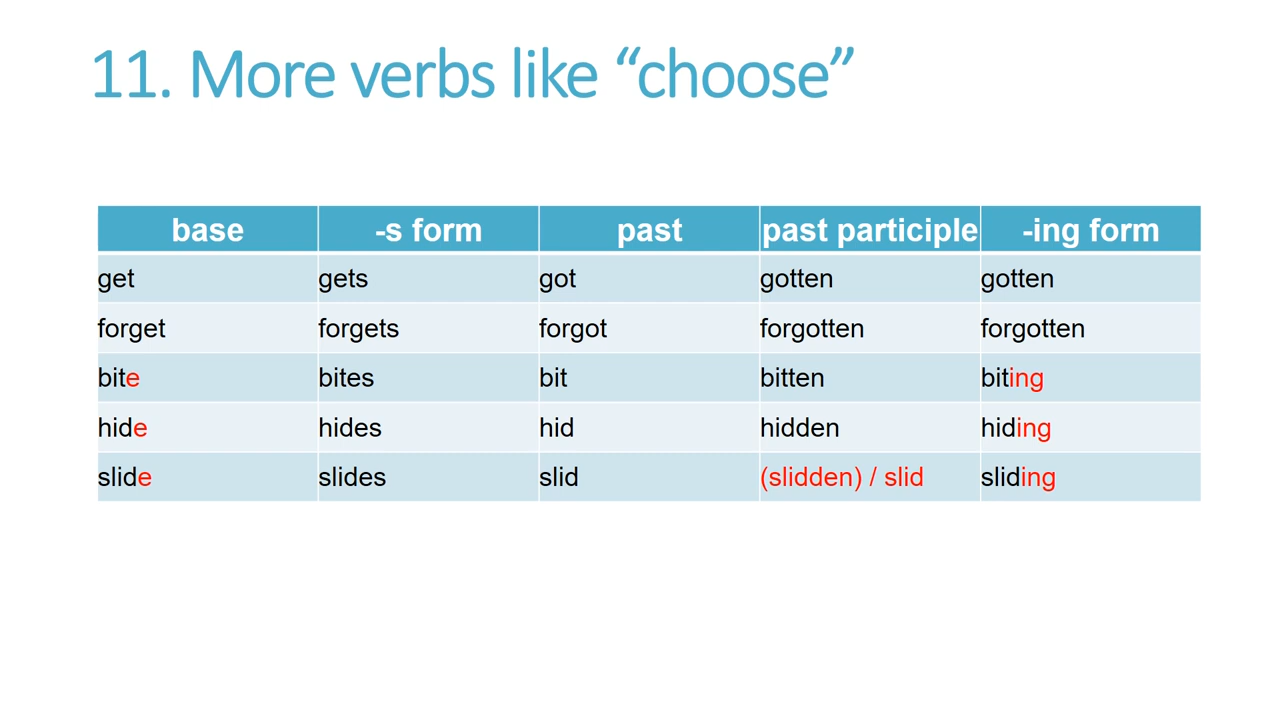 11. More verbs like “choose”
base -s form past past participle -ing form
get gets got gotten gotten
forget forgets forgot forgotten forgotten
bite bites bit bitten biting
hide hides hid hidden hiding
slide slides slid (slidden) / slid sliding